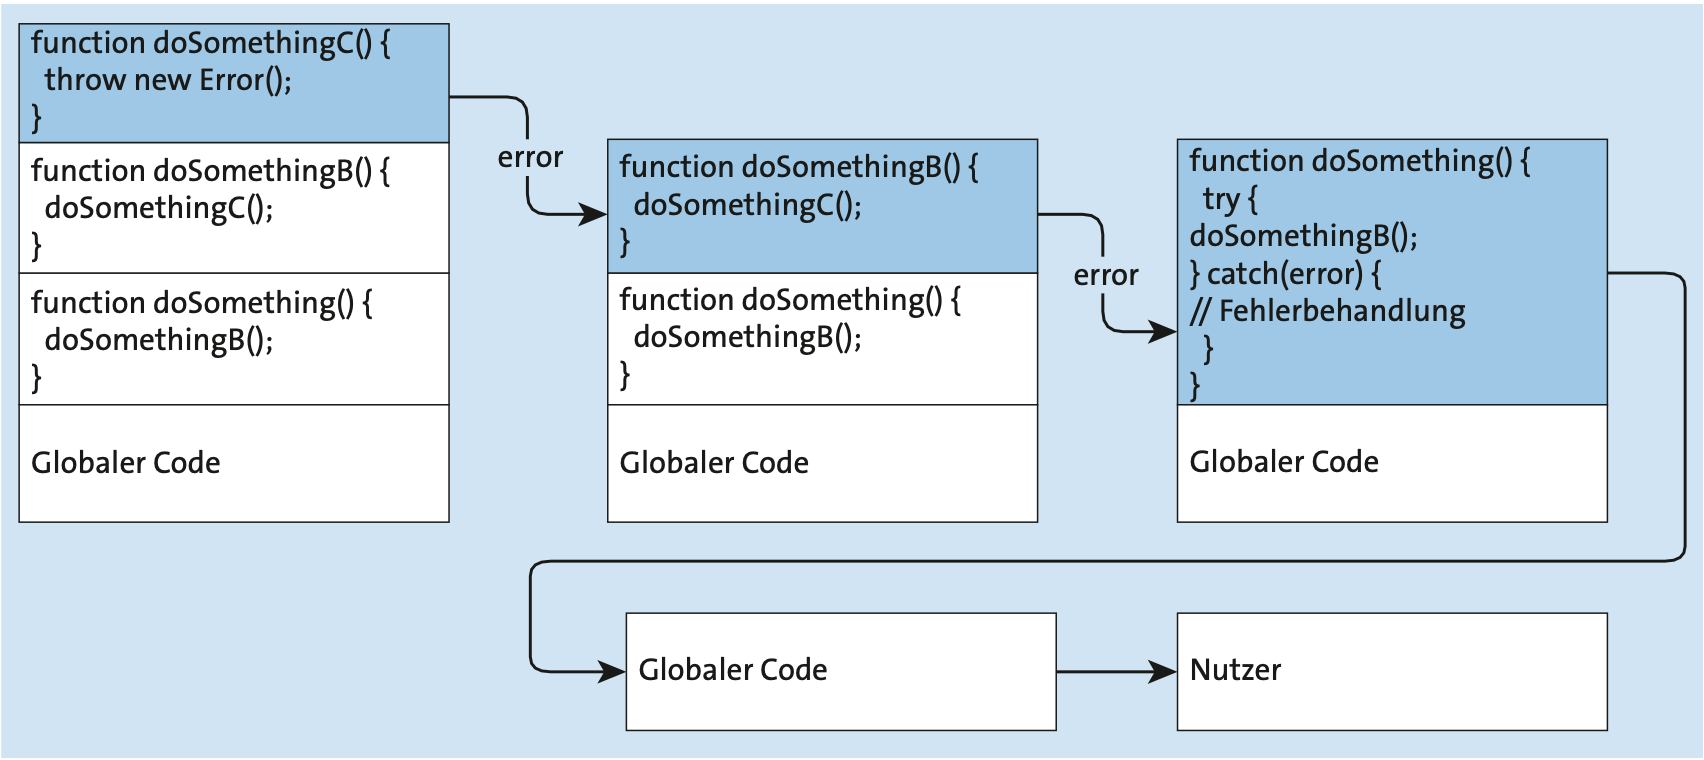 function doSomethingC() {
throw new Error();
}
function doSomethingB() {
doSomethingC();
}
function doSomething() {
doSomethingB();
}
Globaler Code
error
function doSomethingB() {
doSomethingC();
}
function doSomething() {
doSomethingB();
}
Globaler Code
error
function doSomething() {
try {
doSomethingB();
} catch(error) {
// Fehlerbehandlung
}
}
Globaler Code
Globaler Code
Nutzer